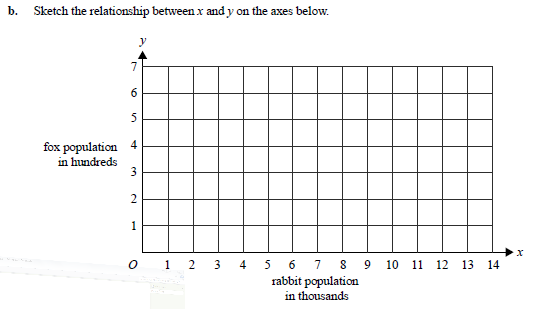 b. Sketch the relationship between x and y on the axes below.
y
7
6
5
fox population 4
in hundreds
3
2
1
x
O 1 2 3 4 5 6 7 8 9 10 11 12 13 14
rabbit population
in thousands